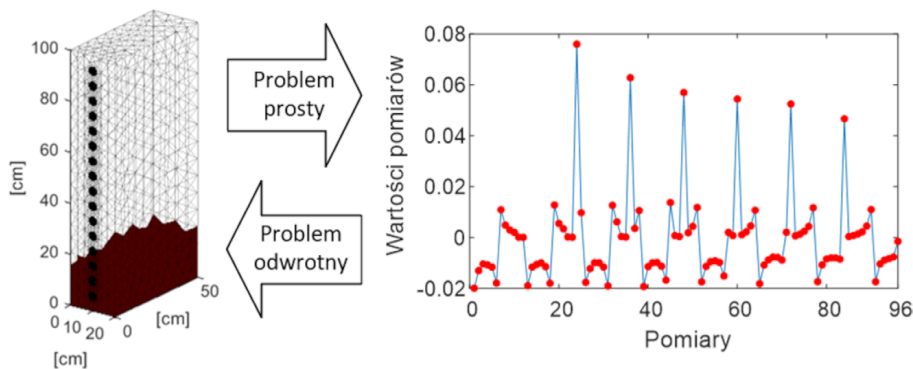 100
80
60
40
20
0
[cm]
0 10 20
[cm]
0
50
[cm]
Problem
prosty
Problem
odwrotny
Wartości pomiarów
0.08
0.06
0.04
0.02
0
-0.02
0 20 40 60 80 96
Pomiary